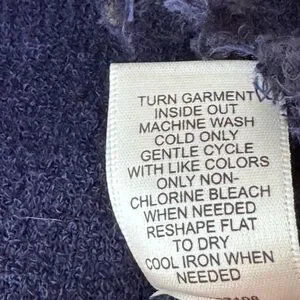 TURN GARMENT
INSIDE OUT
MACHINE WASH
COLD ONLY
GENTLE CYCLE
WITH LIKE COLORS
ONLY NON-
CHLORINE BLEACH
WHEN NEEDED
RESHAPE FLAT
TO DRY
COOL IRON WHEN
NEEDED